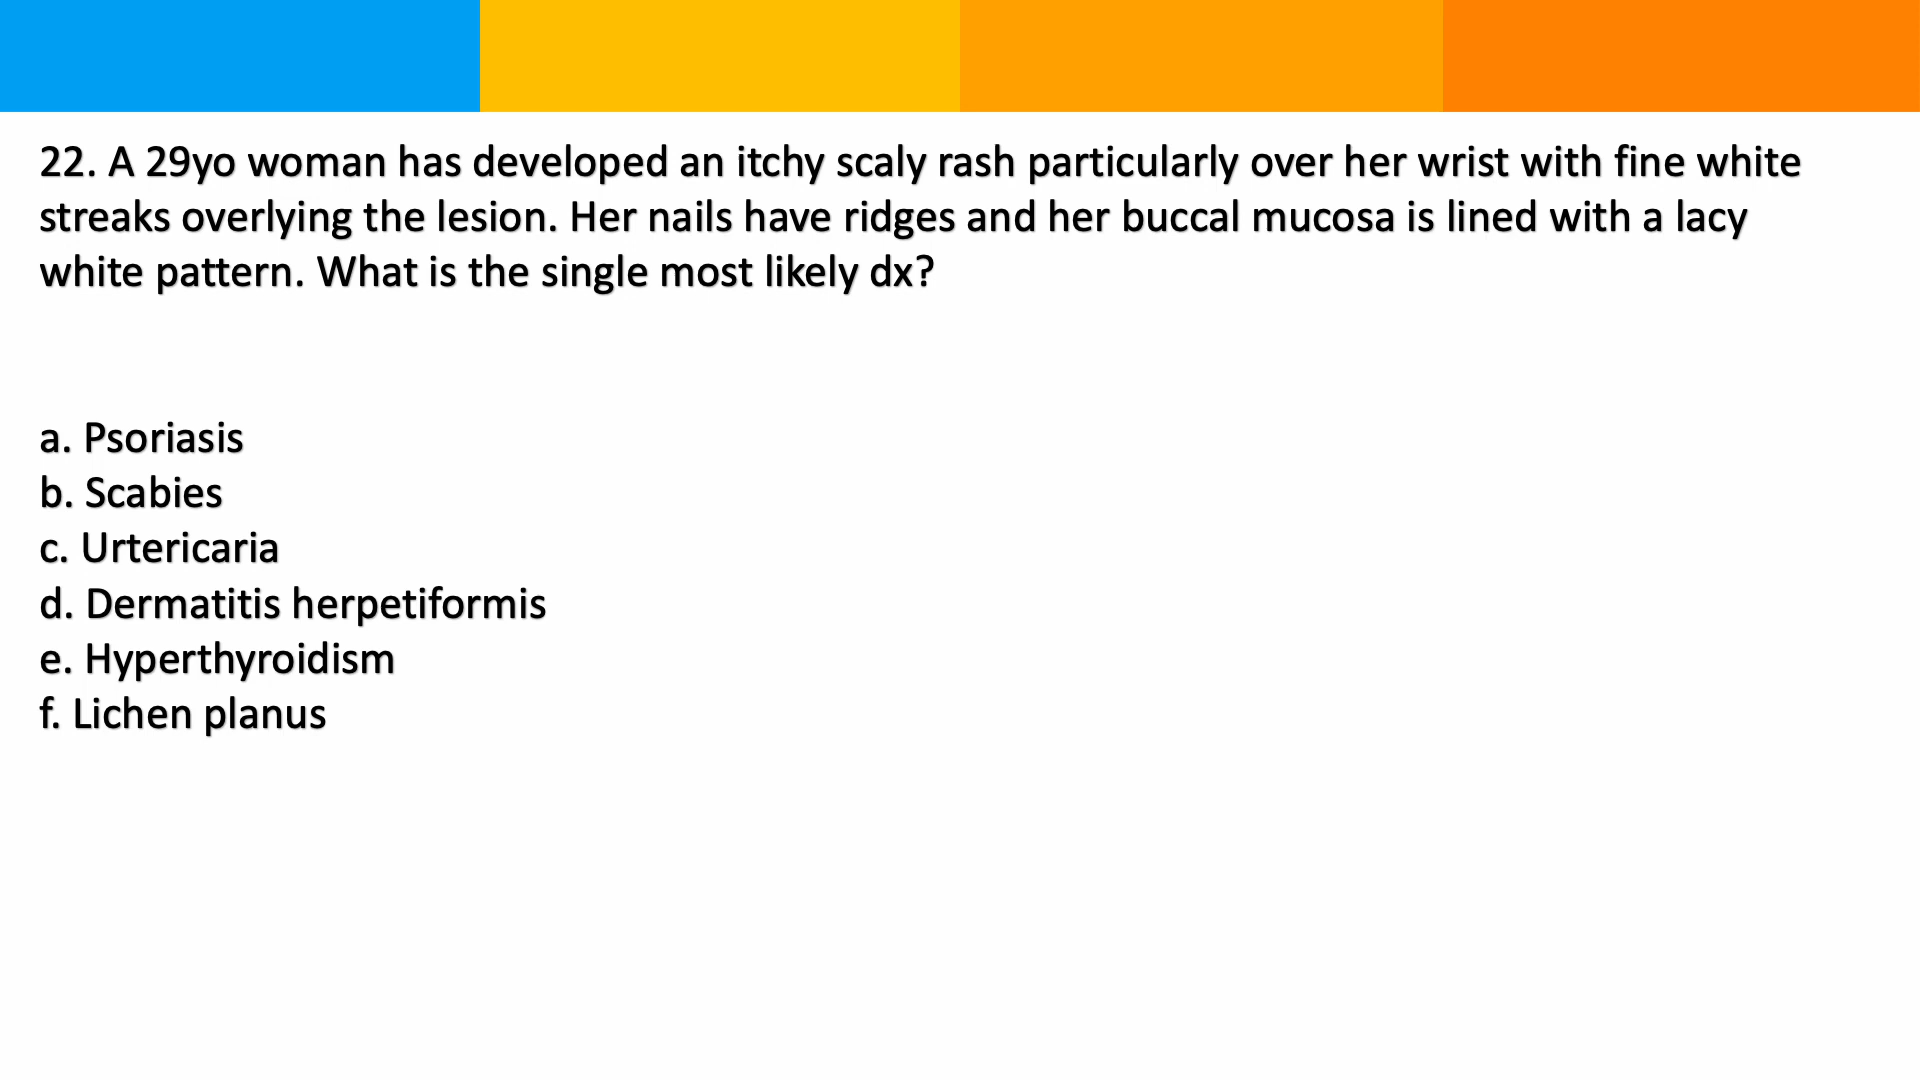 22. A 29yo woman has developed an itchy scaly rash particularly over her wrist with fine white
streaks overlying the lesion. Her nails have ridges and her buccal mucosa is lined with a lacy
white pattern. What is the single most likely dx?
a. Psoriasis
b. Scabies
c. Urtericaria
d. Dermatitis herpetiformis
e. Hyperthyroidism
f. Lichen planus